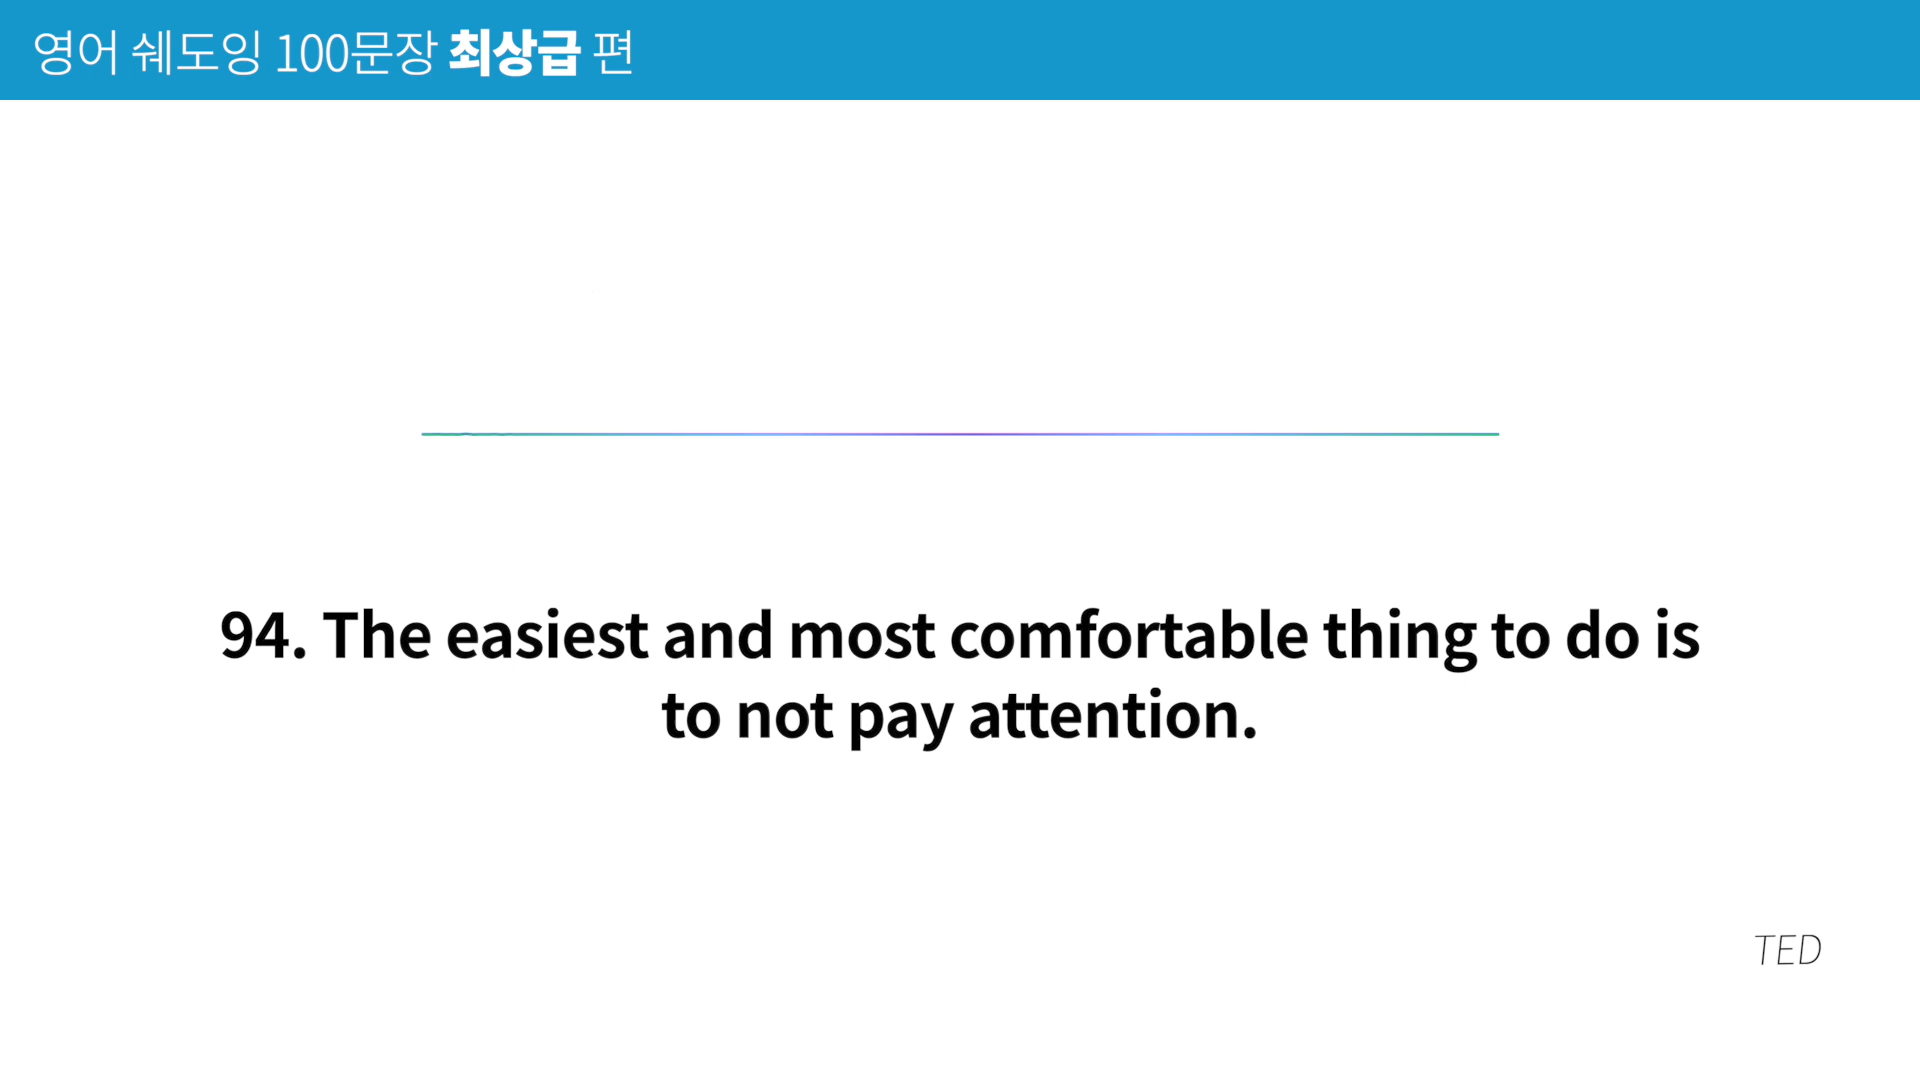 영어 쉐도잉 100문장 최상급 편
94. The easiest and most comfortable thing to do is
to not pay attention.
TED